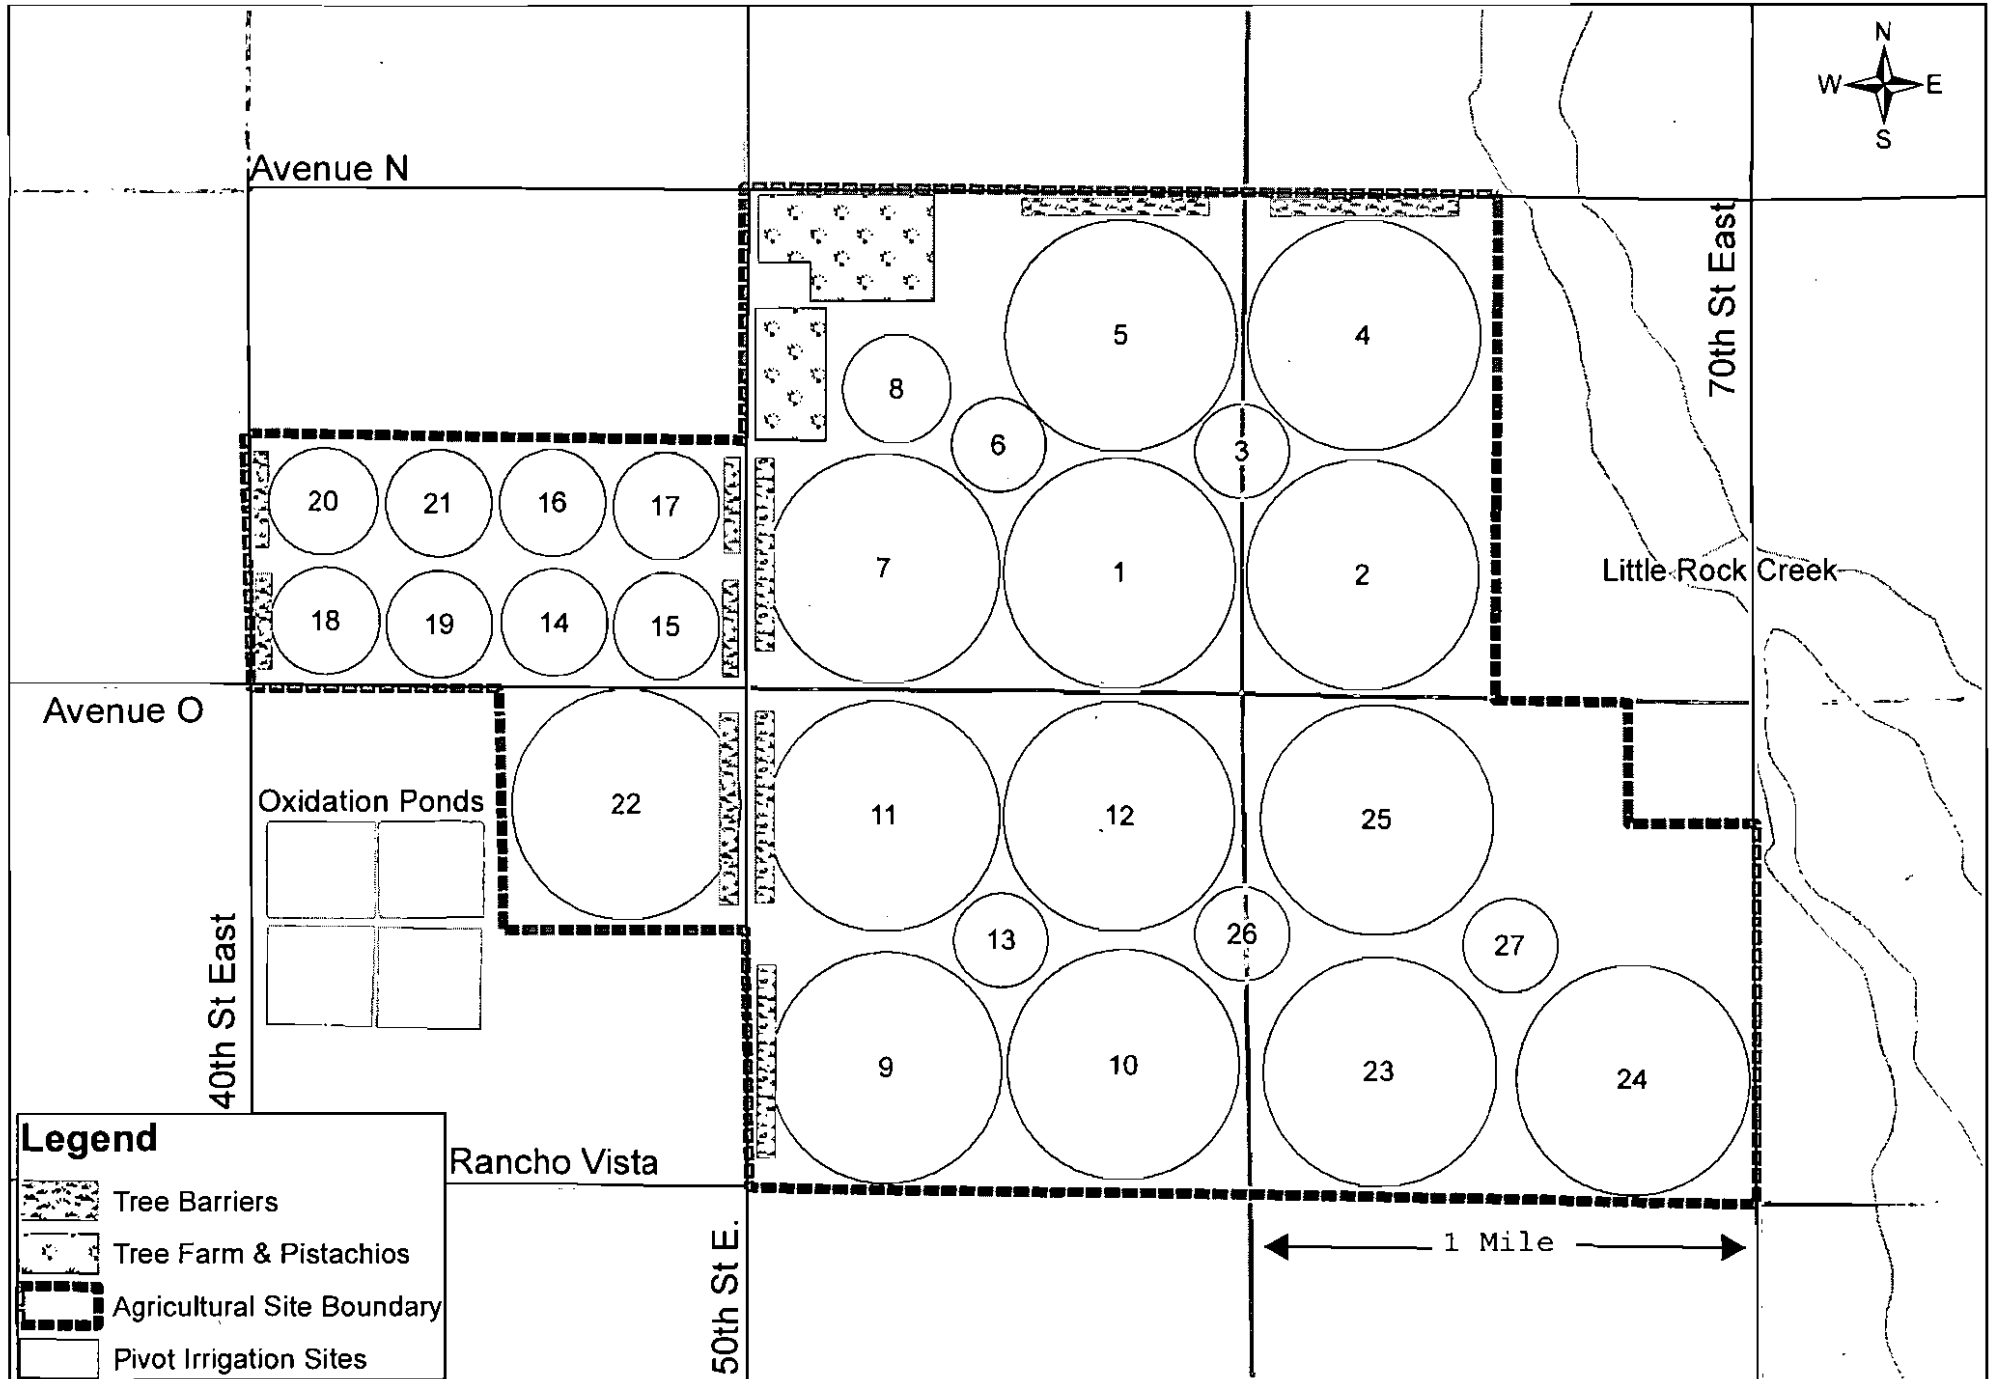 N
W E
S
Avenue N
70th St East
5
4
8
6
3
20
21
16
17
7
1
2
Little Rock Creek
18
19
14
15
Avenue O
Oxidation Ponds
22
11
12
25
13
26
27
40th St East
9
10
23
24
Legend
Tree Barriers
Tree Farm & Pistachios
Agricultural Site Boundary
Pivot Irrigation Sites
Rancho Vista
50th St E.
1 Mile